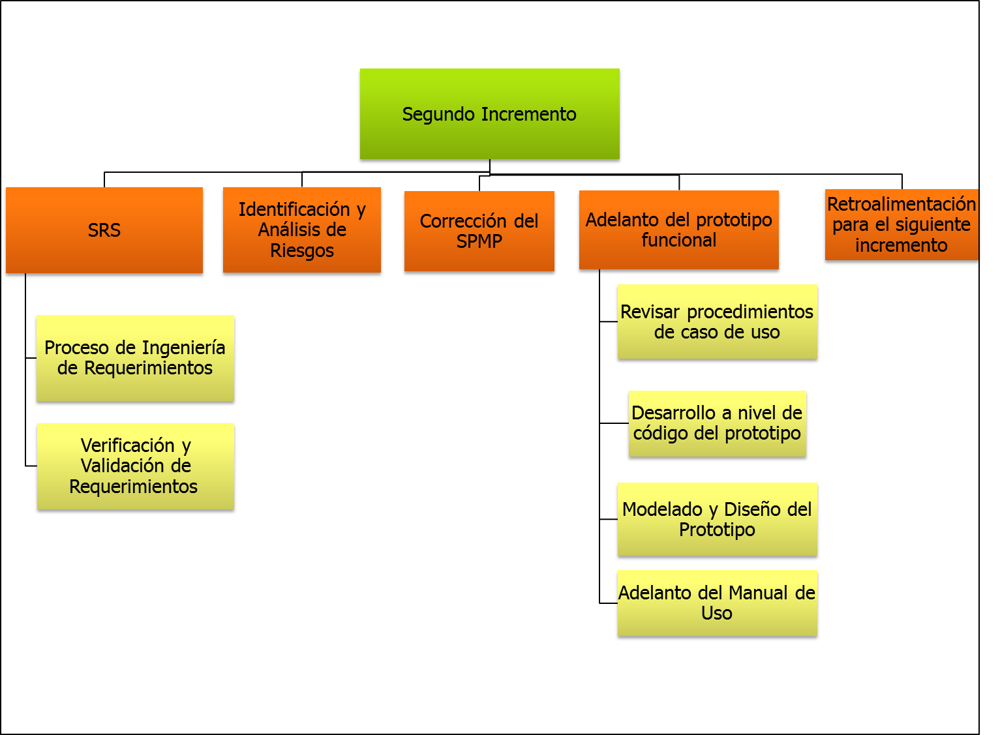 Segundo Incremento
SRS
Identificación y
Análisis de
Riesgos
Corrección del
SPMP
Adelanto del prototipo
funcional
Retroalimentación
para el siguiente
incremento
Proceso de Ingeniería
de Requerimientos
Verificación y
Validación de
Requerimientos
Revisar procedimientos
de caso de uso
Desarrollo a nivel de
código del prototipo
Modelado y Diseño del
Prototipo
Adelanto del Manual de
Uso